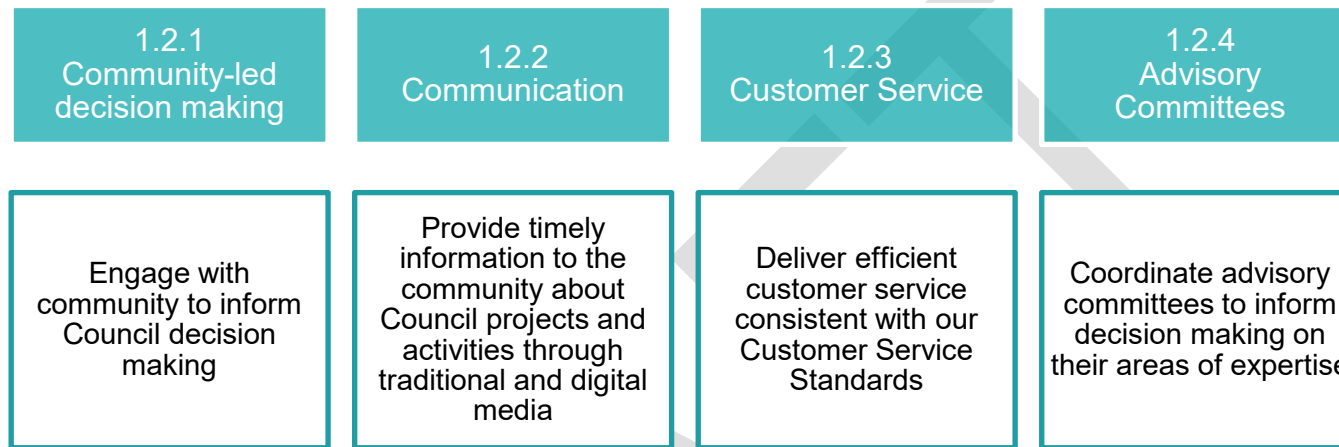 1.2.1
Community-led
decision making
1.2.2
Communication
1.2.3
Customer Service
1.2.4
Advisory
Committees
Engage with
community to inform
Council decision
making
Provide timely
information to the
community about
Council projects and
activities through
traditional and digital
media
Deliver efficient
customer service
consistent with our
Customer Service
Standards
Coordinate advisory
committees to inform
decision making on
their areas of expertise